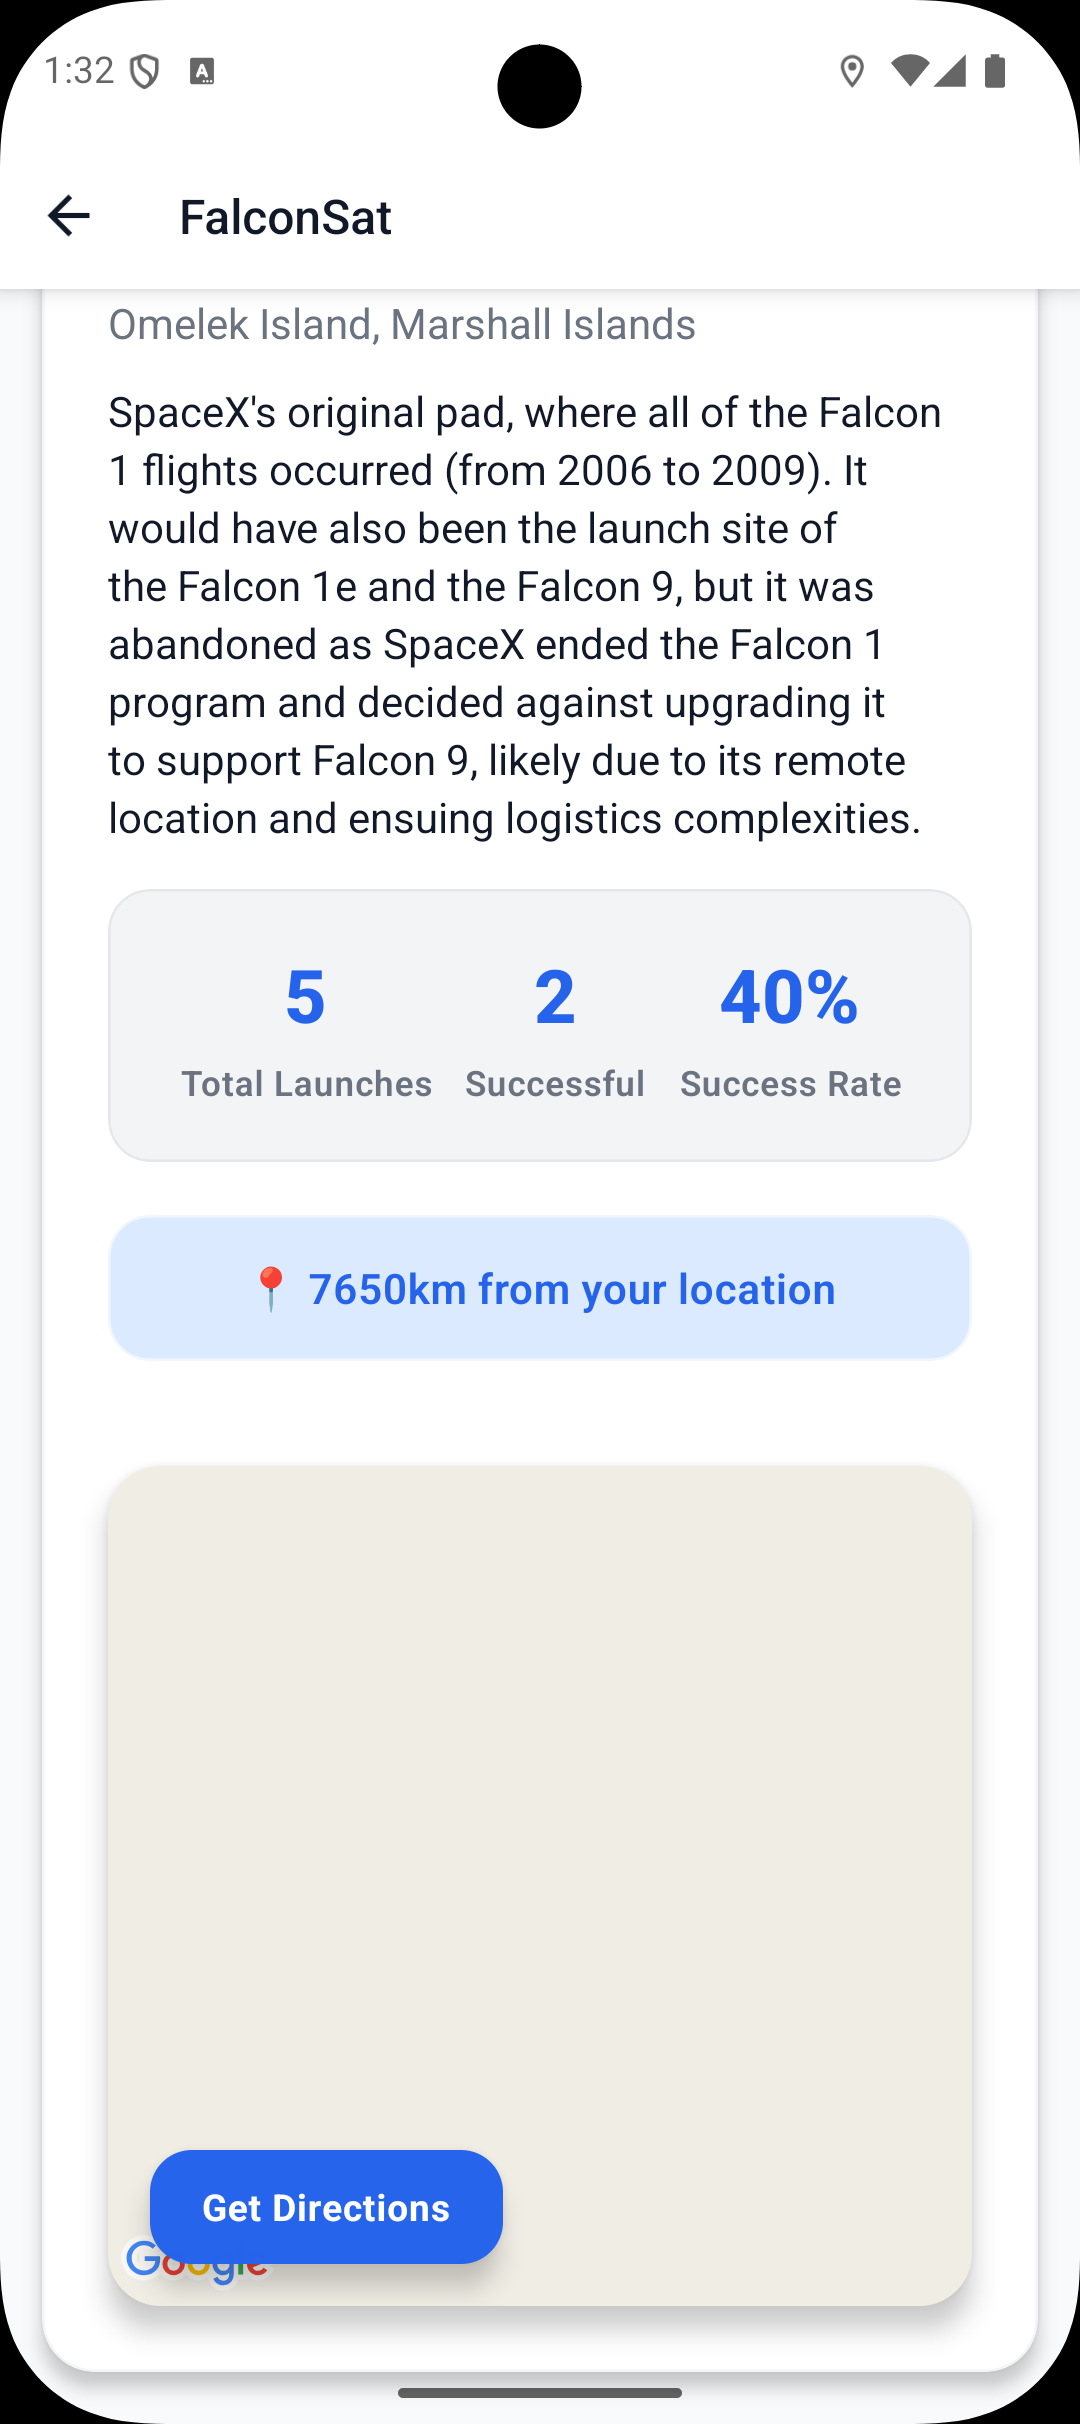 1:32
FalconSat
Omelek Island, Marshall Islands
SpaceX's original pad, where all of the Falcon
1 flights occurred (from 2006 to 2009). It
would have also been the launch site of
the Falcon 1e and the Falcon 9, but it was
abandoned as SpaceX ended the Falcon 1
program and decided against upgrading it
to support Falcon 9, likely due to its remote
location and ensuing logistics complexities.
5 2 40%
Total Launches Successful Success Rate
📍 7650km from your location
Get Directions
Google